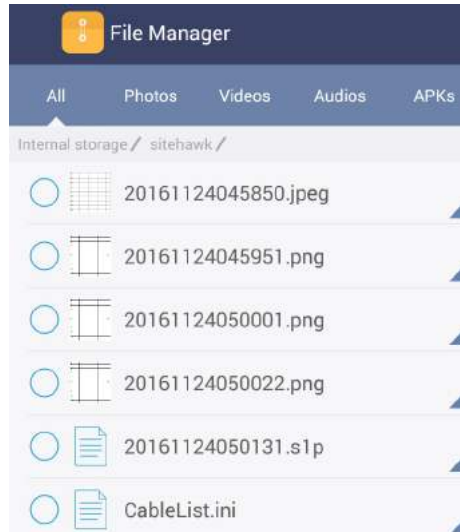 File Manager
All Photos Videos Audios APKs
Internal storage / sitehawk /
20161124045850.jpeg
20161124045951.png
20161124050001.png
20161124050022.png
20161124050131.s1p
CableList.ini